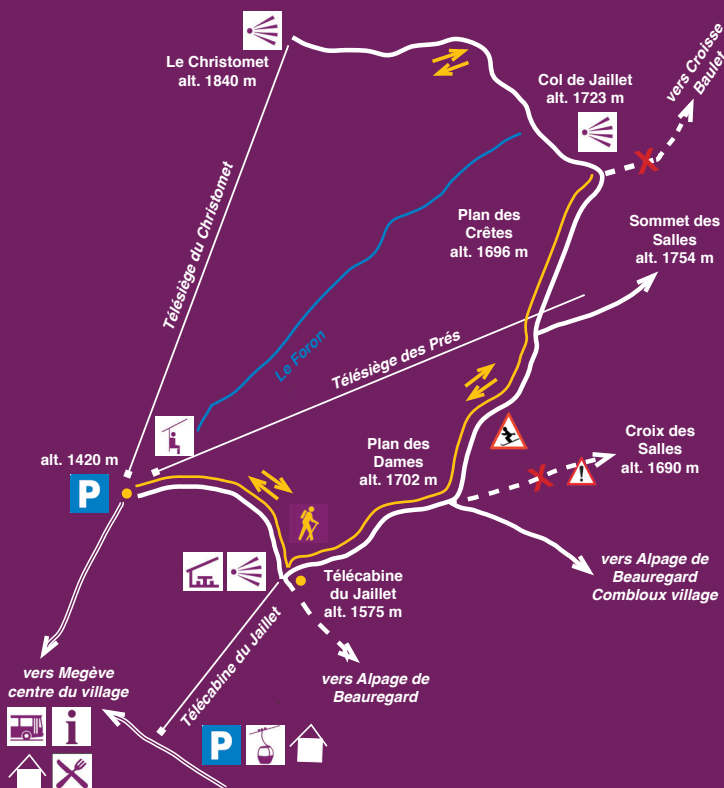 Le Christomet
alt. 1840 m
Col de Jaillet
alt. 1723 m
vers Croisse
Baulet
Télésiège du Christomet
Plan des
Crêtes
alt. 1696 m
Sommet des
Salles
alt. 1754 m
Le Foron
Télésiège des Prés
alt. 1420 m
P
Plan des
Dames
alt. 1702 m
Croix des
Salles
alt. 1690 m
!
Télécabine
du Jaillet
alt. 1575 m
vers Alpage de
Beauregard
Combloux village
vers Megève
centre du village
Télécabine du Jaillet
vers Alpage de
Beauregard
i
P